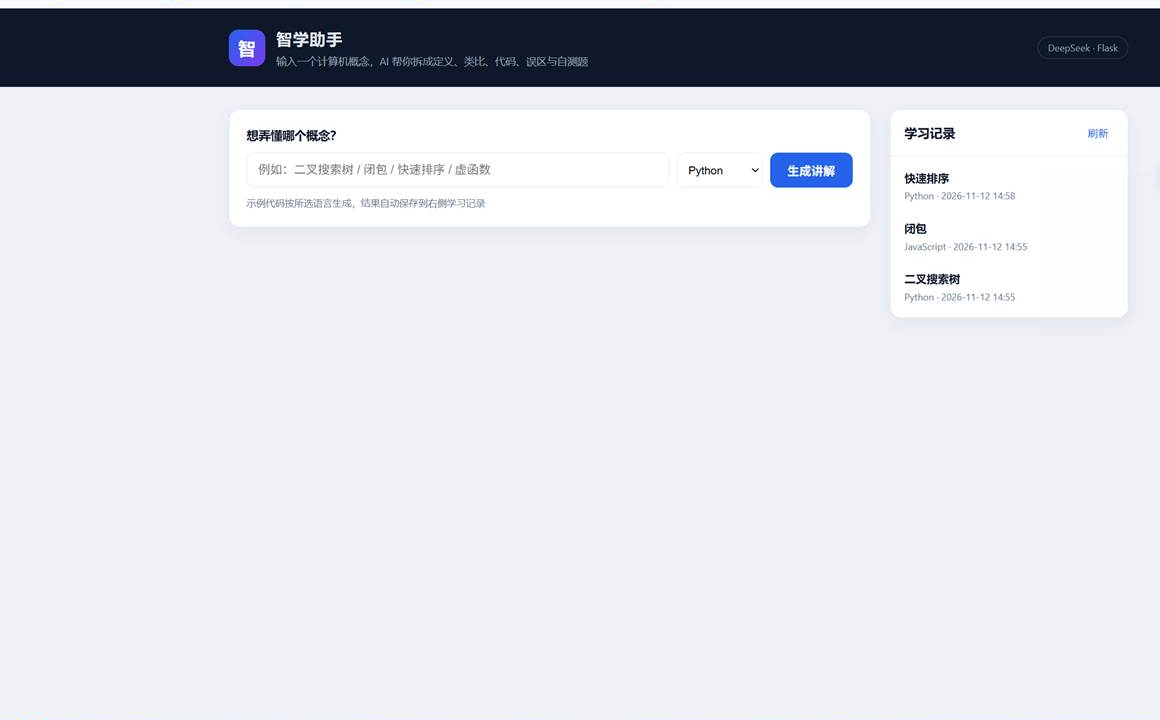 智
智学助手
输入一个计算机概念，AI 帮你拆成定义、类比、代码、误区与自测题
DeepSeek · Flask
想弄懂哪个概念？
例如：二叉搜索树 / 闭包 / 快速排序 / 虚函数
Python
生成讲解
示例代码按所选语言生成，结果自动保存到右侧学习记录
学习记录
刷新
快速排序
Python · 2026-11-12 14:58
闭包
JavaScript · 2026-11-12 14:55
二叉搜索树
Python · 2026-11-12 14:55